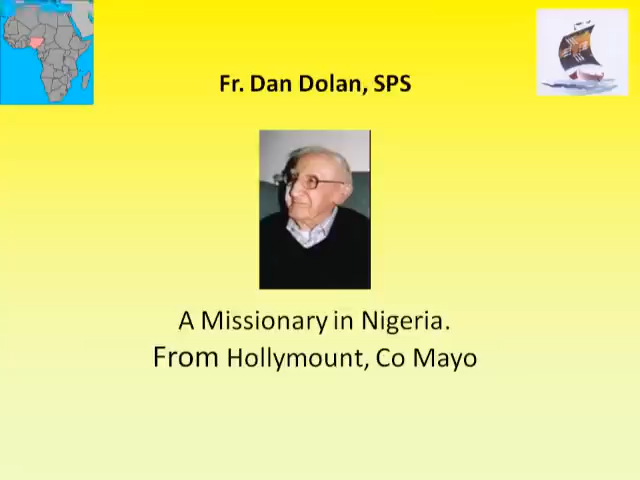 Fr. Dan Dolan, SPS
A Missionary in Nigeria.
From Hollymount, Co Mayo